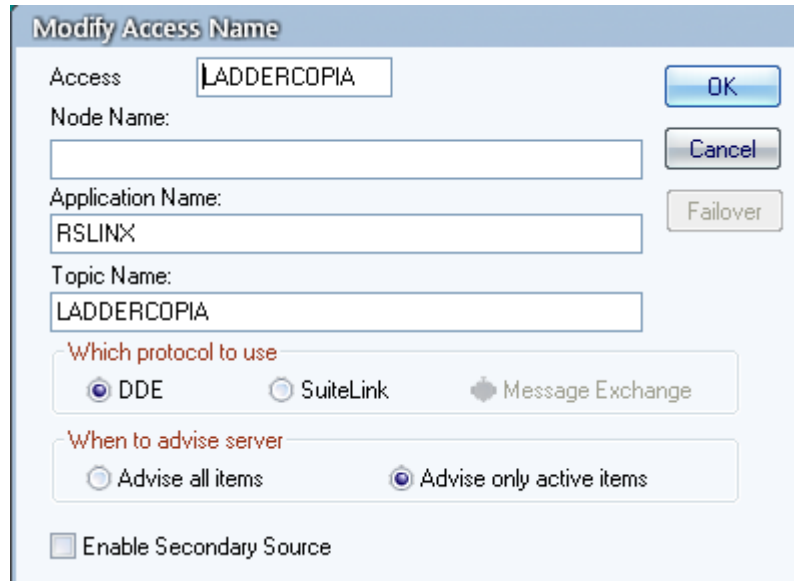 Modify Access Name
Access LADDERCOPIA
OK
Node Name:
Cancel
Application Name:
Failover
RSLINX
Topic Name:
LADDERCOPIA
Which protocol to use
DDE SuiteLink Message Exchange
When to advise server
Advise all items Advise only active items
Enable Secondary Source